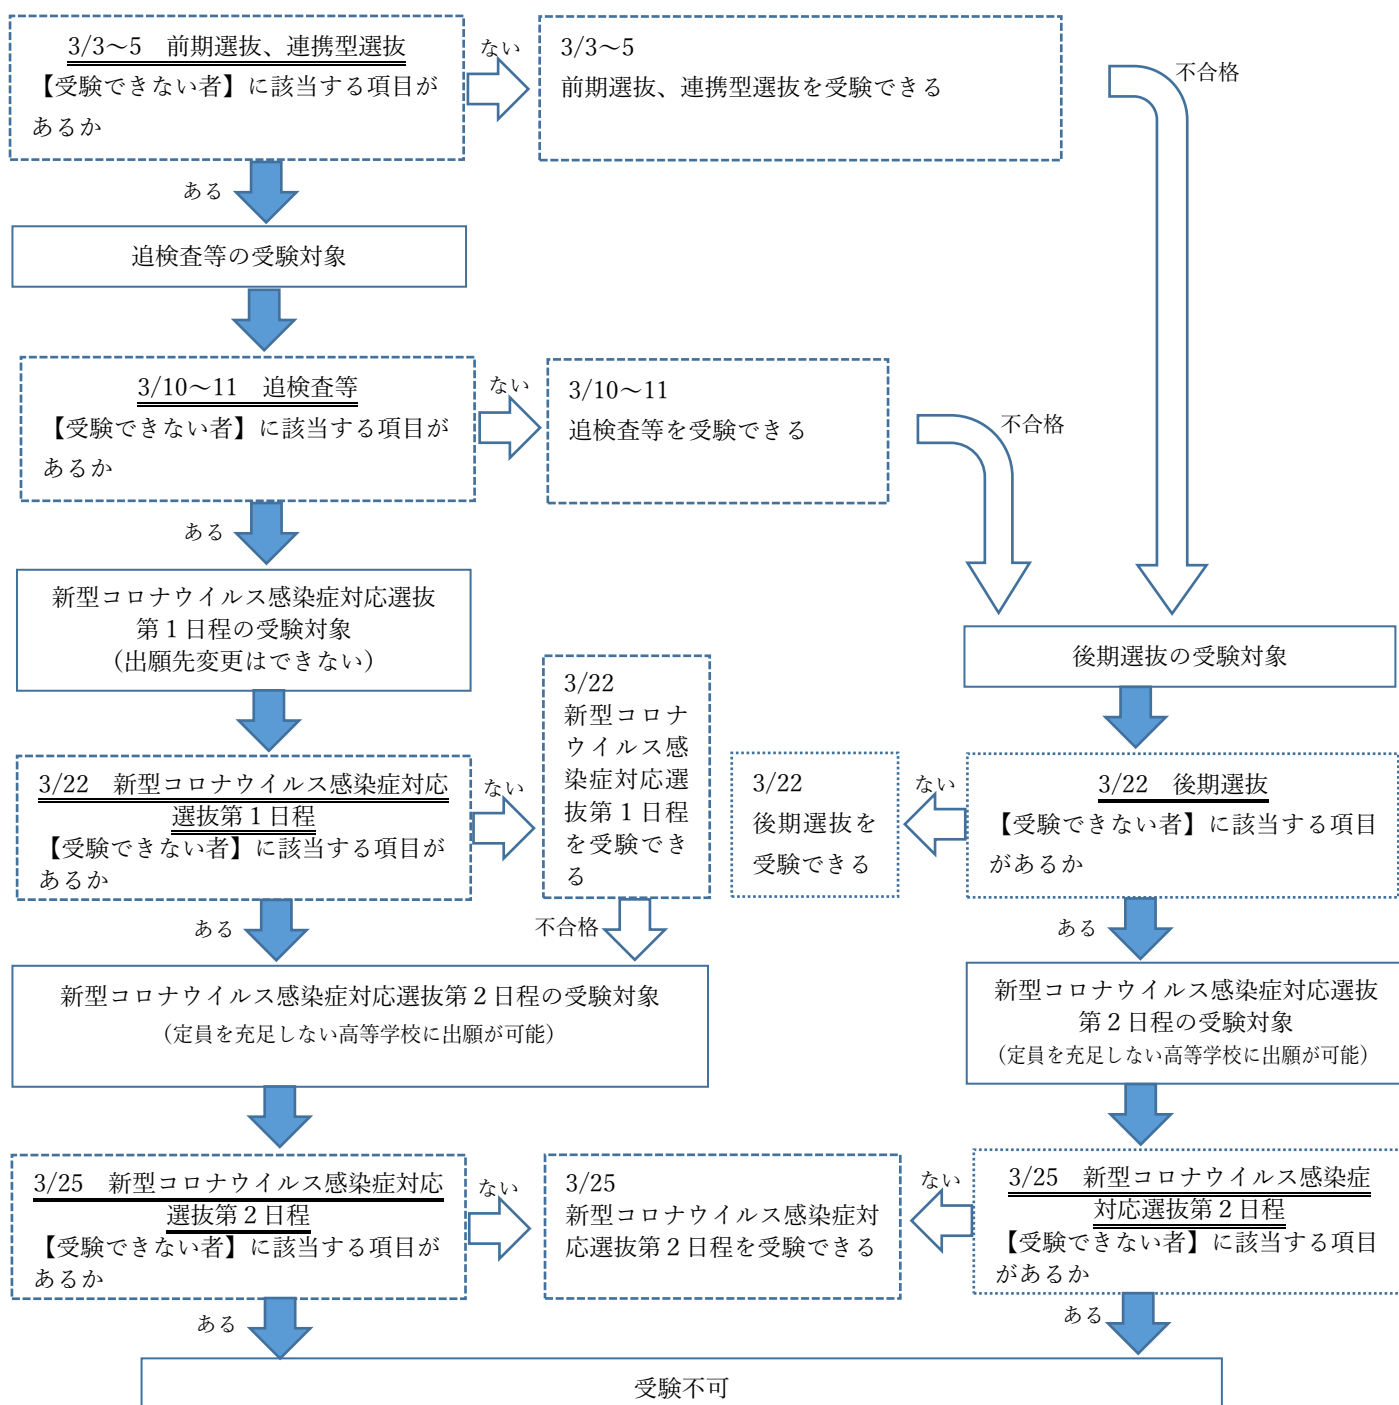 3/3～5　前期選抜、連携型選抜
【受験できない者】に該当する項目が
あるか
ない
3/3～5
前期選抜、連携型選抜を受験できる
不合格
ある
追検査等の受験対象
3/10～11　追検査等
【受験できない者】に該当する項目が
あるか
ない
3/10～11
追検査等を受験できる
不合格
ある
新型コロナウイルス感染症対応選抜
第１日程の受験対象
（出願先変更はできない）
後期選抜の受験対象
3/22　新型コロナウイルス感染症対応
選抜第１日程
【受験できない者】に該当する項目が
あるか
ない
3/22
新型コロナ
ウイルス感
染症対応選
抜第１日程
を受験でき
る
3/22
後期選抜を
受験できる
ない
3/22　後期選抜
【受験できない者】に該当する項目
があるか
ある
不合格
ある
新型コロナウイルス感染症対応選抜第２日程の受験対象
（定員を充足しない高等学校に出願が可能）
新型コロナウイルス感染症対応選抜
第２日程の受験対象
（定員を充足しない高等学校に出願が可能）
3/25　新型コロナウイルス感染症対応
選抜第２日程
【受験できない者】に該当する項目が
あるか
ない
3/25
新型コロナウイルス感染症対
応選抜第２日程を受験できる
ない
3/25　新型コロナウイルス感染症
対応選抜第２日程
【受験できない者】に該当する項目
があるか
ある
ある
受験不可